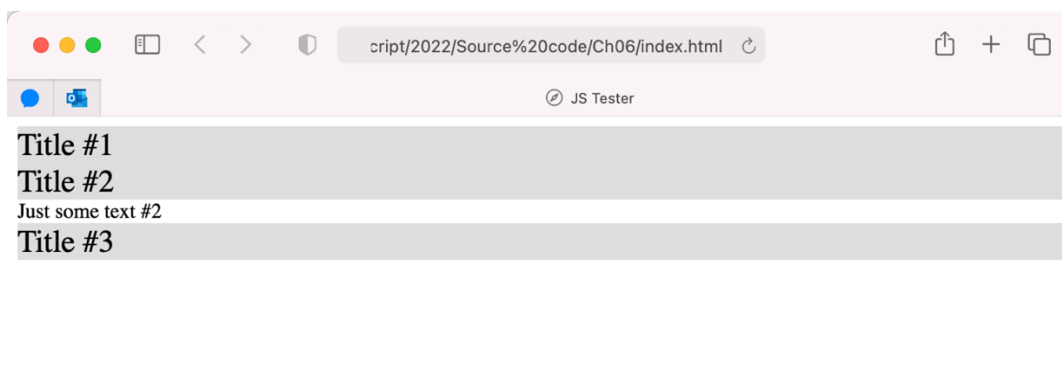 cript/2022/Source%20code/Ch06/index.html
JS Tester
Title #1
Title #2
Just some text #2
Title #3